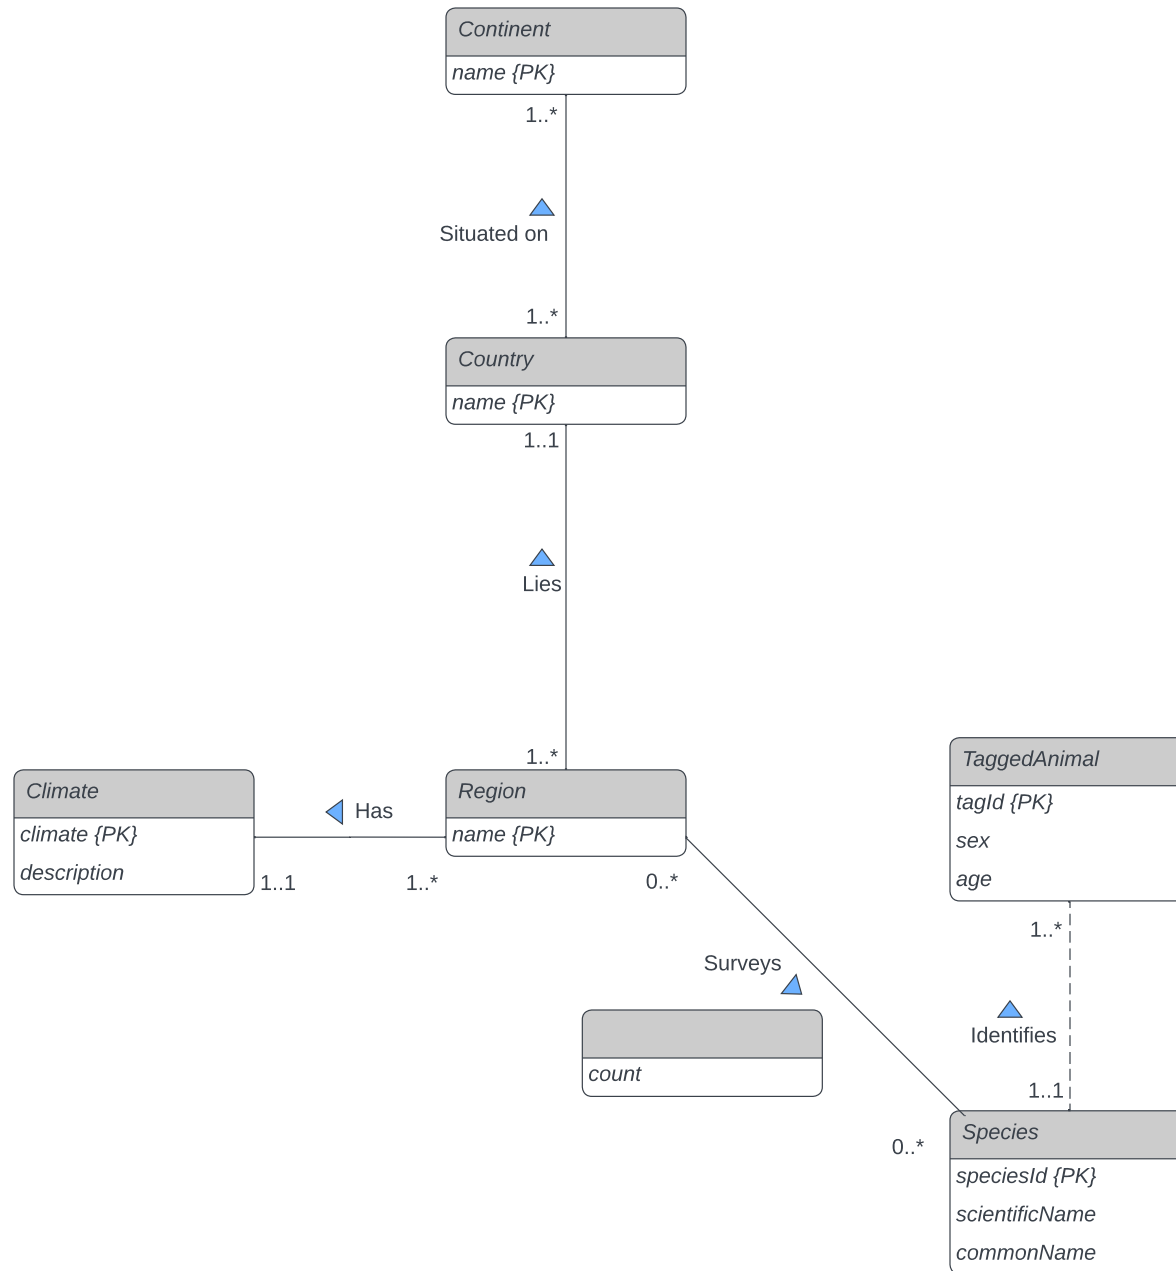 Continent
name {PK}
1..*
Situated on
1..*
Country
name {PK}
1..1
Lies
1..*
Climate
climate {PK}
description
Has
1..1
1..*
Region
name {PK}
0..*
TaggedAnimal
tagId {PK}
sex
age
1..*
Surveys
count
Identifies
1..1
0..*
Species
speciesId {PK}
scientificName
commonName